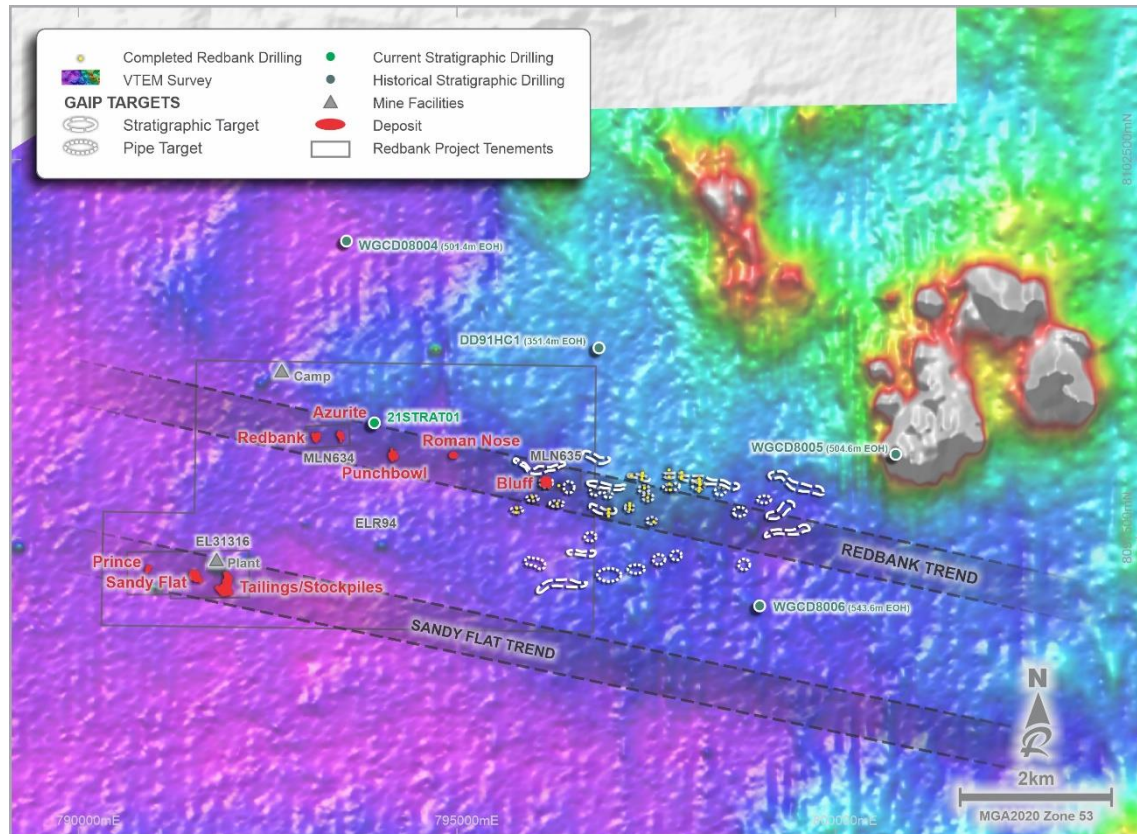 Completed Redbank Drilling
VTEM Survey
GAIP TARGETS
Stratigraphic Target
Pipe Target
Current Stratigraphic Drilling
Historical Stratigraphic Drilling
Mine Facilities
Deposit
Redbank Project Tenements
8102500mN
WGCD08004 (501.4m EOH)
DD91HC1 (351.4m EOH)
Camp
Azurite
21STRAT01
Redbank
Roman Nose
MLN634
MLN635
WGCD8005 (504.6m EOH)
Punchbowl
Bluff
ELR94
EL31316
Plant
Prince
Sandy Flat
Tailings/Stockpiles
REDBANK TREND
WGCD8006 (543.6m EOH)
SANDY FLAT TREND
N
2km
MGA2020 Zone 53
790000mE
795000mE